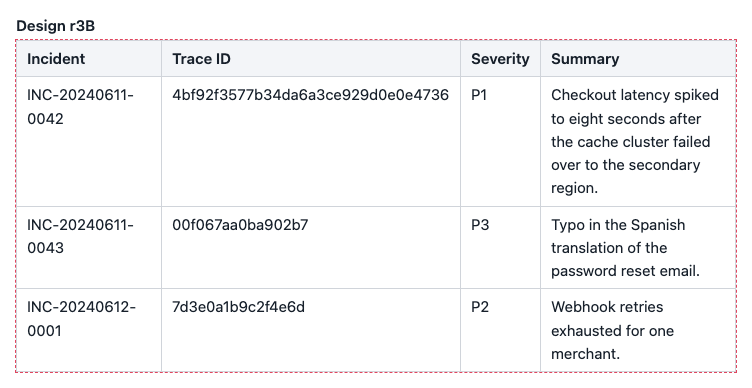 Design r3B
Incident Trace ID Severity Summary
INC-20240611- 4bf92f3577b34da6a3ce929d0e0e4736 P1 Checkout latency spiked
0042 to eight seconds after
the cache cluster failed
over to the secondary
region.
INC-20240611- 00f067aa0ba902b7 P3 Typo in the Spanish
0043 translation of the
password reset email.
INC-20240612- 7d3e0a1b9c2f4e6d P2 Webhook retries
0001 exhausted for one
merchant.